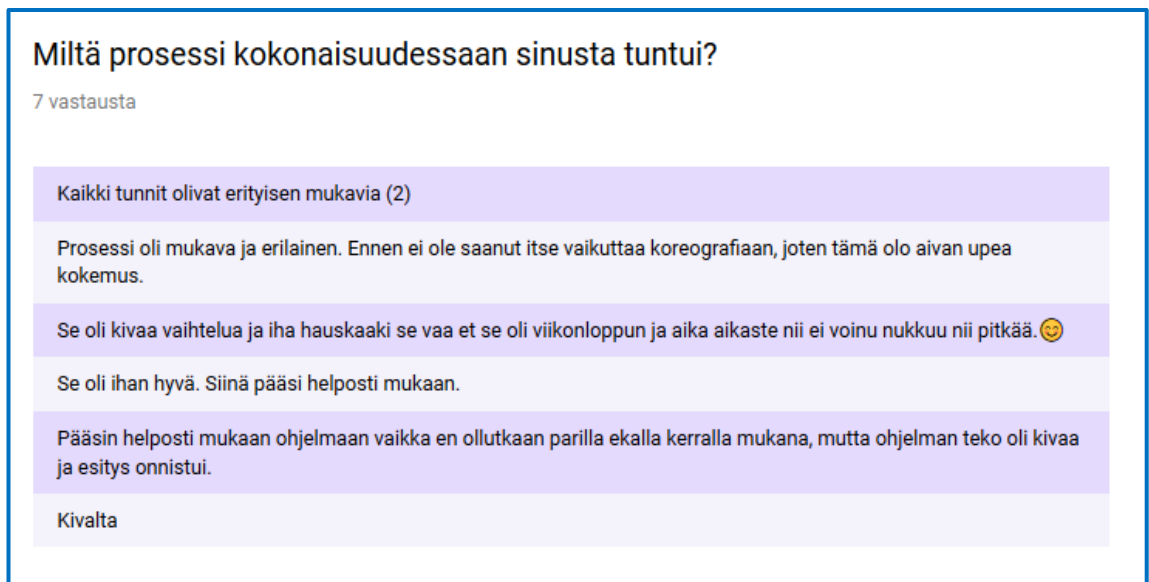 Miltä prosessi kokonaisuudessaan sinusta tuntui?
7 vastausta
Kaikki tunnit olivat erityisen mukavia (2)
Prosessi oli mukava ja erilainen. Ennen ei ole saanut itse vaikuttaa koreografiaan, joten tämä olo aivan upea
kokemus.
Se oli kivaa vaihtelua ja iha hauskaaki se vaa et se oli viikonloppun ja aika aikaste nii ei voinu nukkuu nii pitkää.😊
Se oli ihan hyvä. Siinä pääsi helposti mukaan.
Pääsin helposti mukaan ohjelmaan vaikka en ollutkaan parilla ekalla kerralla mukana, mutta ohjelman teko oli kivaa
ja esitys onnistui.
Kivalta